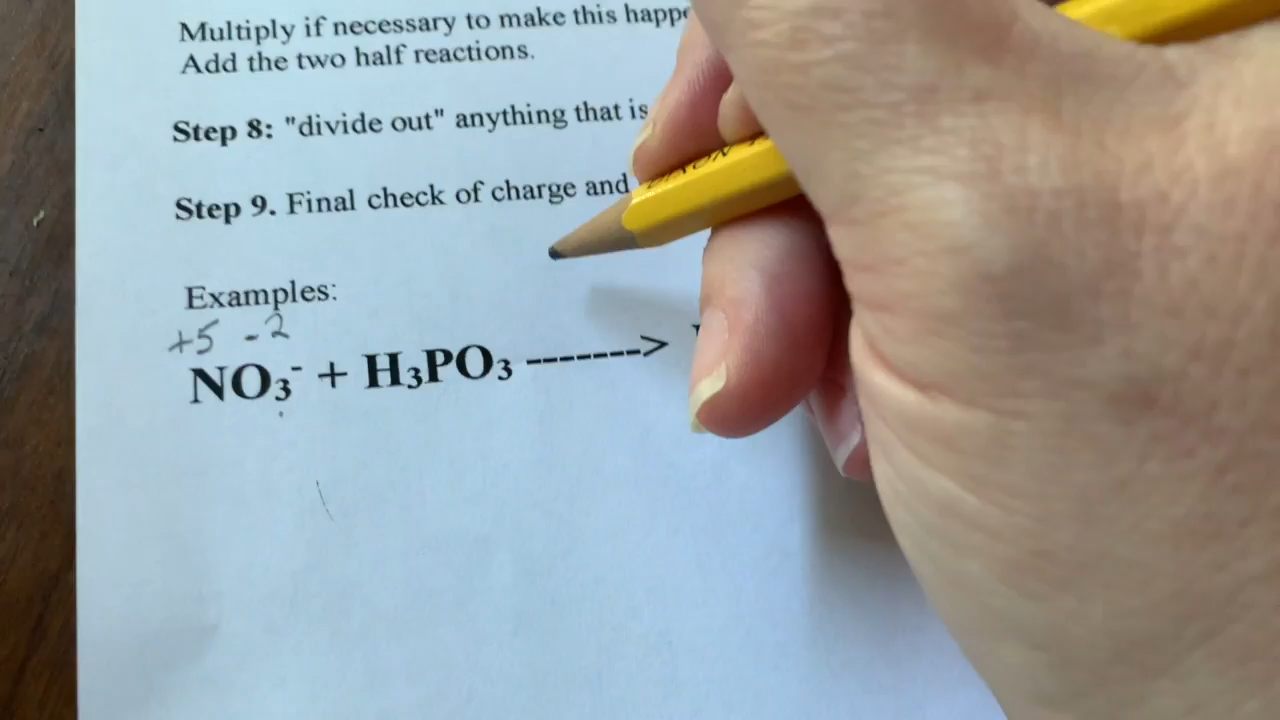 Multiply if necessary to make this happe
Add the two half reactions.
Step 8: "divide out" anything that is
Step 9. Final check of charge and
Examples:
+5 -2
NO₃⁻ + H₃PO₃ ------->